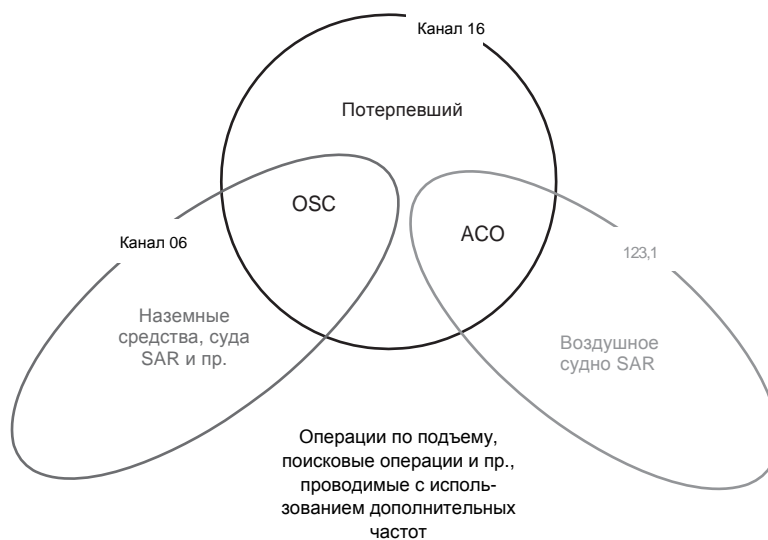 Канал 16
Потерпевший
OSC
ACO
Канал 06
123,1
Наземные
средства, суда
SAR и пр.
Воздушное
судно SAR
Операции по подъему,
поисковые операции и пр.,
проводимые с исполь-
зованием дополнительных
частот